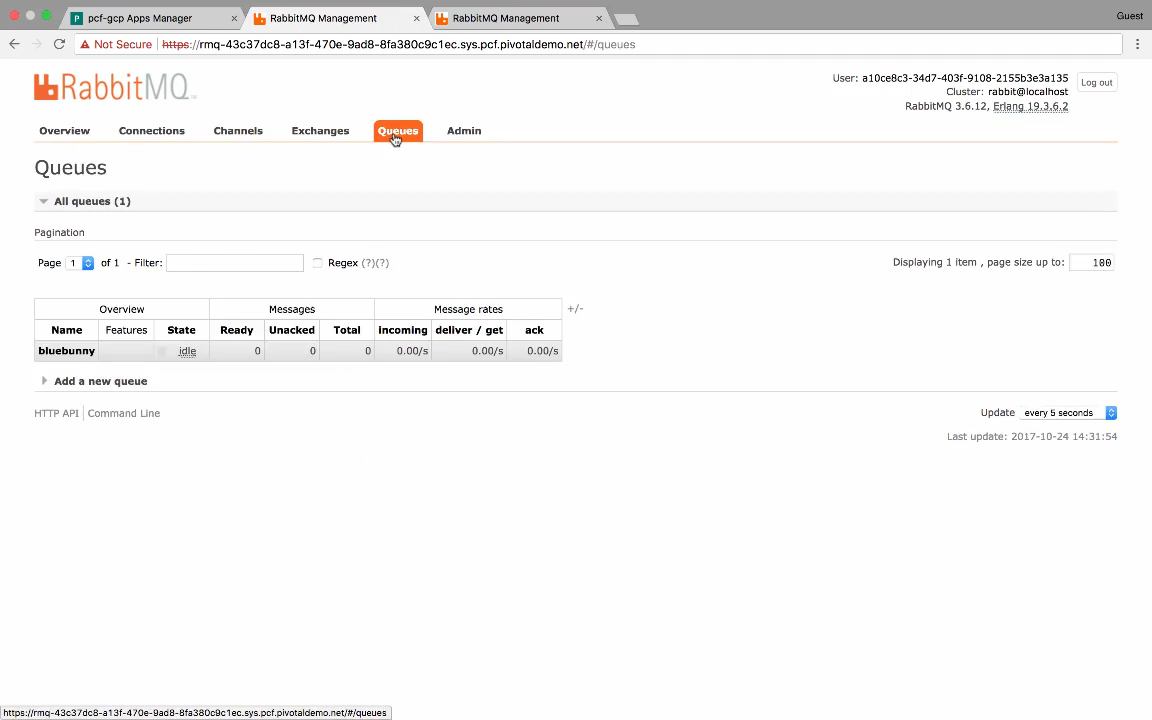 pcf-gcp Apps Manager
RabbitMQ Management
RabbitMQ Management
Guest
Not Secure https://rmq-43c37dc8-a13f-470e-9ad8-8fa380c9c1ec.sys.pcf.pivotaldemo.net/#/queues
RabbitMQ
User: a10ce8c3-34d7-403f-9108-2155b3e3a135
Log out
Cluster: rabbit@localhost
RabbitMQ 3.6.12, Erlang 19.3.6.2
Overview Connections Channels Exchanges Queues Admin
Queues
All queues (1)
Pagination
Page 1 of 1 - Filter: Regex (?)(?) Displaying 1 item , page size up to: 100
Overview Messages Message rates +/-
Name Features State Ready Unacked Total incoming deliver / get ack
bluebunny idle 0 0 0 0.00/s 0.00/s 0.00/s
Add a new queue
HTTP API Command Line
Update every 5 seconds
Last update: 2017-10-24 14:31:54
https://rmq-43c37dc8-a13f-470e-9ad8-8fa380c9c1ec.sys.pcf.pivotaldemo.net/#/queues